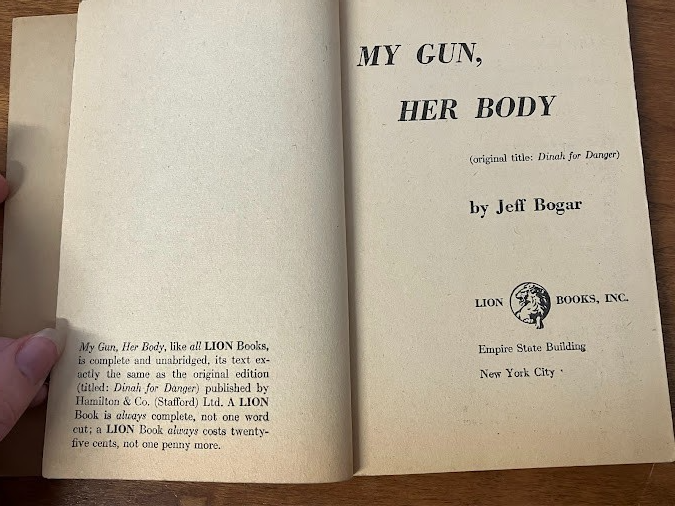 My Gun, Her Body, like all LION Books,
is complete and unabridged, its text ex-
actly the same as the original edition
(titled: Dinah for Danger) published by
Hamilton & Co. (Stafford) Ltd. A LION
Book is always complete, not one word
cut; a LION Book always costs twenty-
five cents, not one penny more.
MY GUN,
HER BODY
(original title: Dinah for Danger)
by Jeff Bogar
LION BOOKS, INC.
Empire State Building
New York City